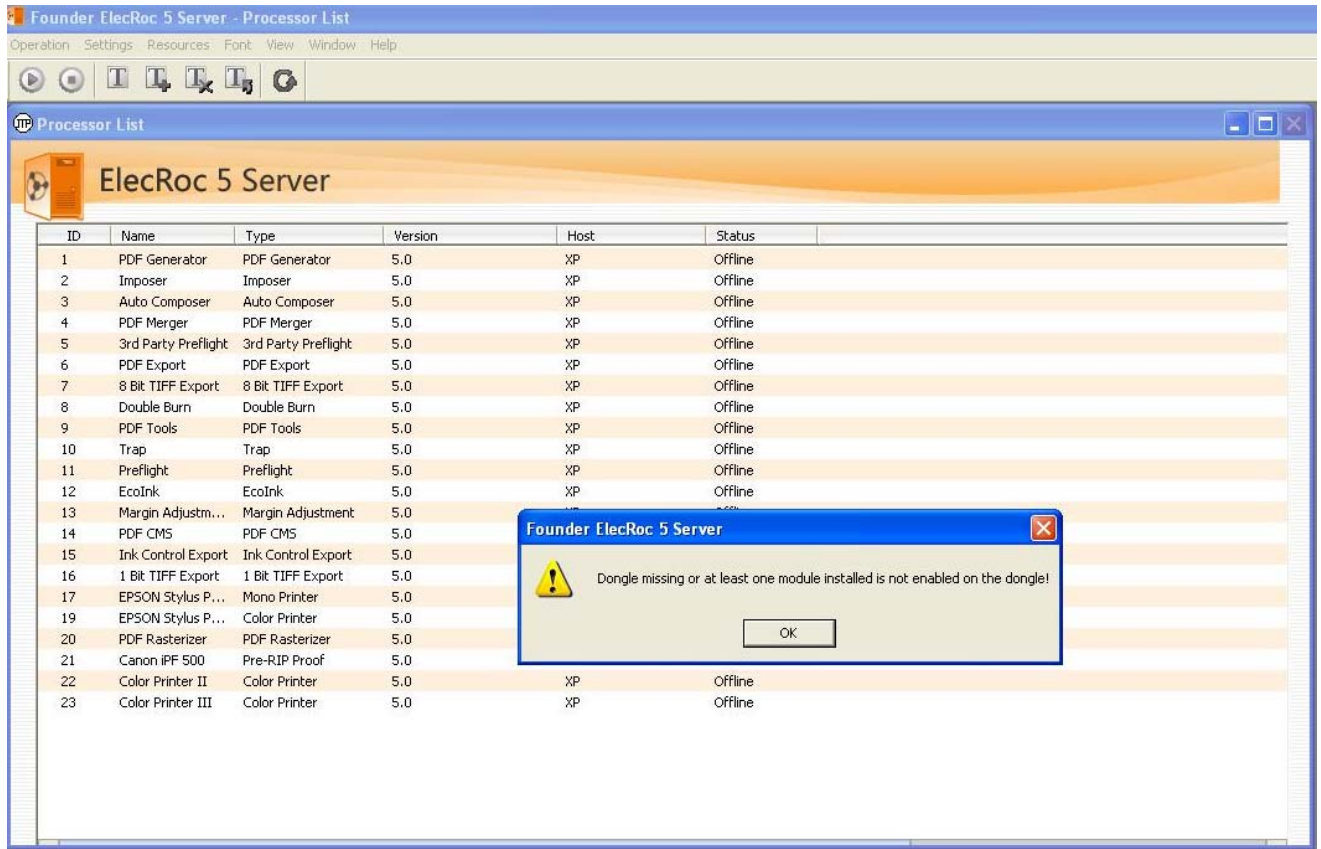 Founder ElecRoc 5 Server - Processor List
Operation Settings Resources Font View Window Help
T T T T
JTP Processor List
ElecRoc 5 Server
ID Name Type Version Host Status
1 PDF Generator PDF Generator 5.0 XP Offline
2 Imposer Imposer 5.0 XP Offline
3 Auto Composer Auto Composer 5.0 XP Offline
4 PDF Merger PDF Merger 5.0 XP Offline
5 3rd Party Preflight 3rd Party Preflight 5.0 XP Offline
6 PDF Export PDF Export 5.0 XP Offline
7 8 Bit TIFF Export 8 Bit TIFF Export 5.0 XP Offline
8 Double Burn Double Burn 5.0 XP Offline
9 PDF Tools PDF Tools 5.0 XP Offline
10 Trap Trap 5.0 XP Offline
11 Preflight Preflight 5.0 XP Offline
12 EcoInk EcoInk 5.0 XP Offline
13 Margin Adjustm... Margin Adjustment 5.0
14 PDF CMS PDF CMS 5.0
15 Ink Control Export Ink Control Export 5.0
16 1 Bit TIFF Export 1 Bit TIFF Export 5.0
17 EPSON Stylus P... Mono Printer 5.0
19 EPSON Stylus P... Color Printer 5.0
20 PDF Rasterizer PDF Rasterizer 5.0
21 Canon iPF 500 Pre-RIP Proof 5.0
22 Color Printer II Color Printer 5.0 XP Offline
23 Color Printer III Color Printer 5.0 XP Offline
Founder ElecRoc 5 Server
Dongle missing or at least one module installed is not enabled on the dongle!
OK